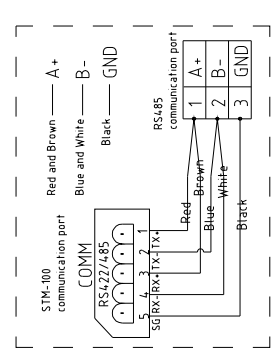 Red and Brown A+
Blue and White B-
Black GND
RS485
communication port
1 A+
2 B-
3 GND
Red
Brown
Blue
White
Black
STM-100
communication port
COMM
RS422/485
1 TX+
2 TX-
3 RX+
4 RX-
5 SG